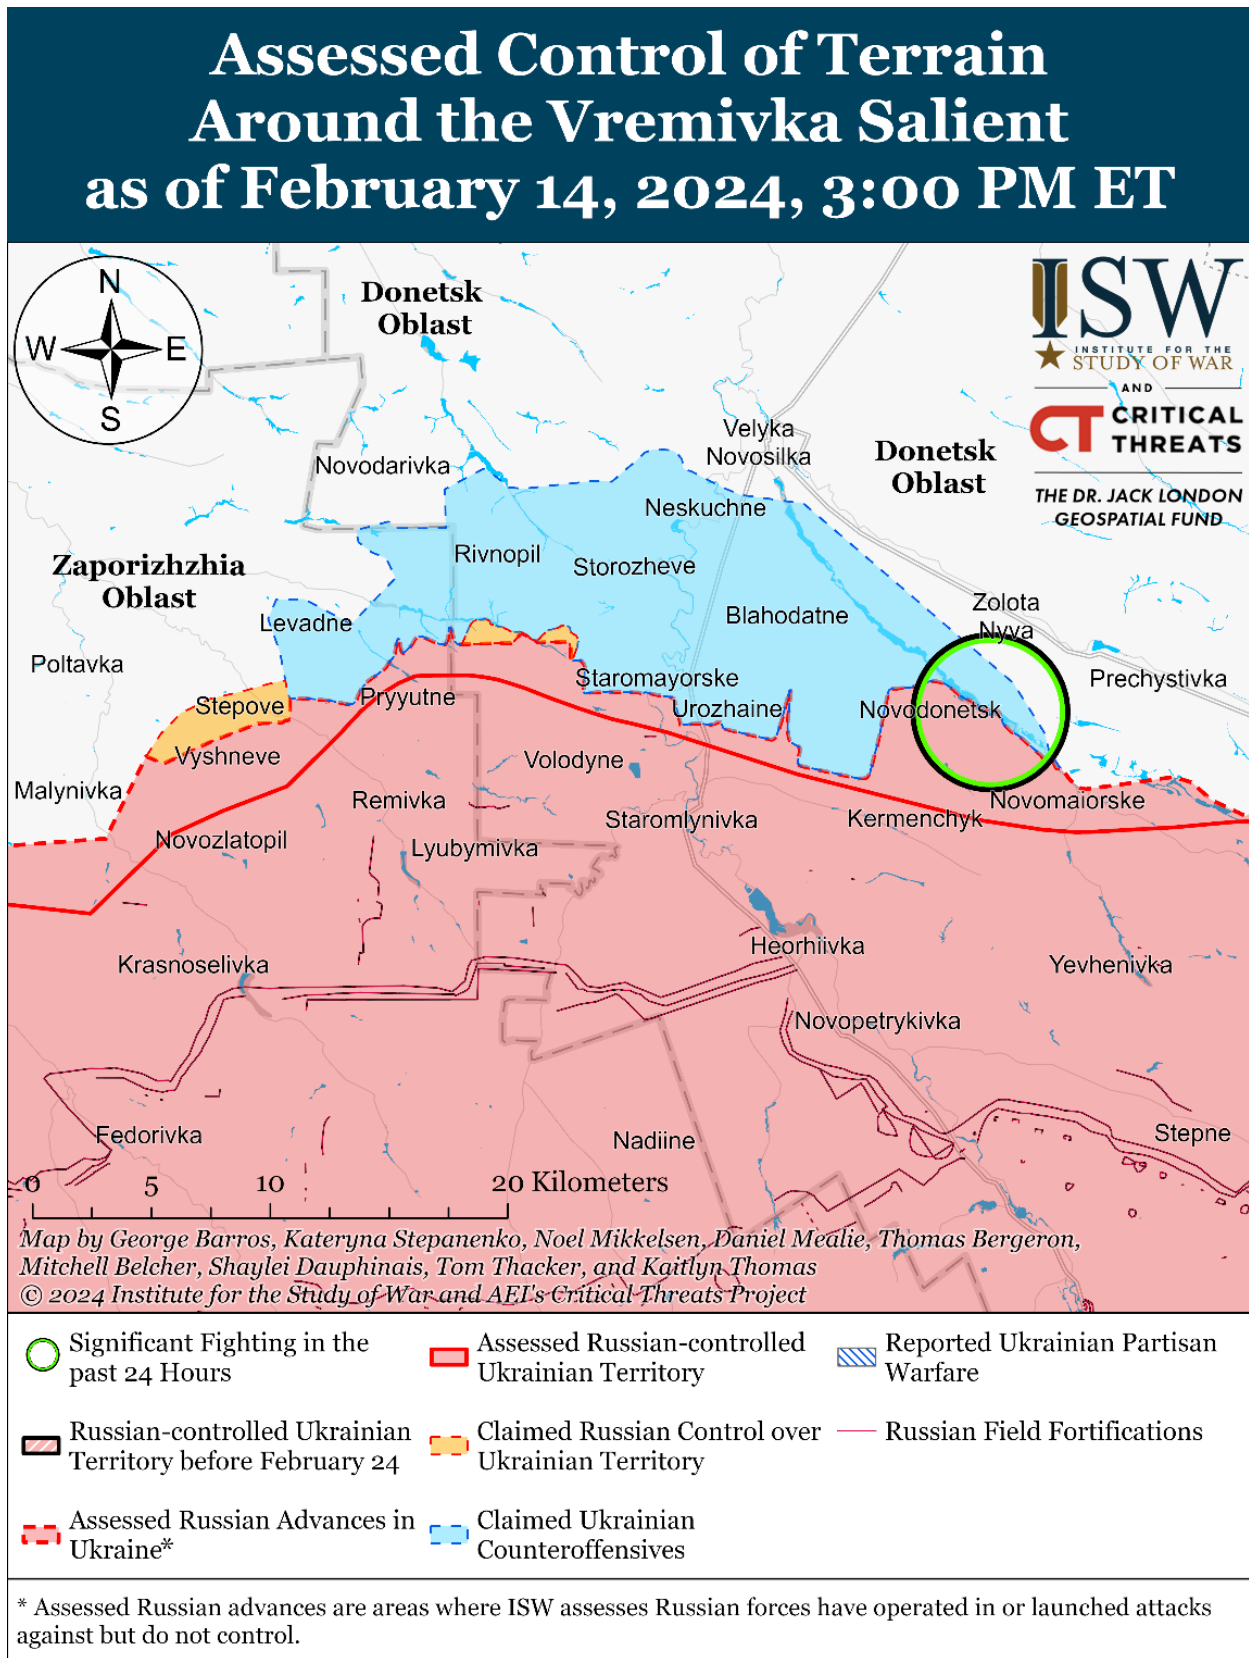 Assessed Control of Terrain
Around the Vremivka Salient
as of February 14, 2024, 3:00 PM ET
N
W
E
S
Donetsk
Oblast
ISW
INSTITUTE FOR THE
STUDY OF WAR
AND
CT CRITICAL
THREATS
THE DR. JACK LONDON
GEOSPATIAL FUND
Velyka
Novosilka
Donetsk
Oblast
Novodarivka
Neskuchne
Rivnopil
Storozheve
Zaporizhzhia
Oblast
Levadne
Blahodatne
Zolota
Nyva
Poltavka
Staromayorske
Prechystivka
Pryyutne
Stepove
Urozhaine
Novodonetsk
Vyshneve
Volodyne
Malynivka
Remivka
Novomaiorske
Staromlynivka
Kermenchyk
Novozlatopil
Lyubymivka
Heorhiivka
Krasnoselivka
Yevhenivka
Novopetrykivka
Fedorivka
Nadiine
Stepne
0 5 10 20 Kilometers
Map by George Barros, Kateryna Stepanenko, Noel Mikkelsen, Daniel Mealie, Thomas Bergeron,
Mitchell Belcher, Shaylei Dauphinais, Tom Thacker, and Kaitlyn Thomas
© 2024 Institute for the Study of War and AEI's Critical Threats Project
Significant Fighting in the
past 24 Hours
Assessed Russian-controlled
Ukrainian Territory
Reported Ukrainian Partisan
Warfare
Russian-controlled Ukrainian
Territory before February 24
Claimed Russian Control over
Ukrainian Territory
Russian Field Fortifications
Assessed Russian Advances in
Ukraine*
Claimed Ukrainian
Counteroffensives
* Assessed Russian advances are areas where ISW assesses Russian forces have operated in or launched attacks
against but do not control.